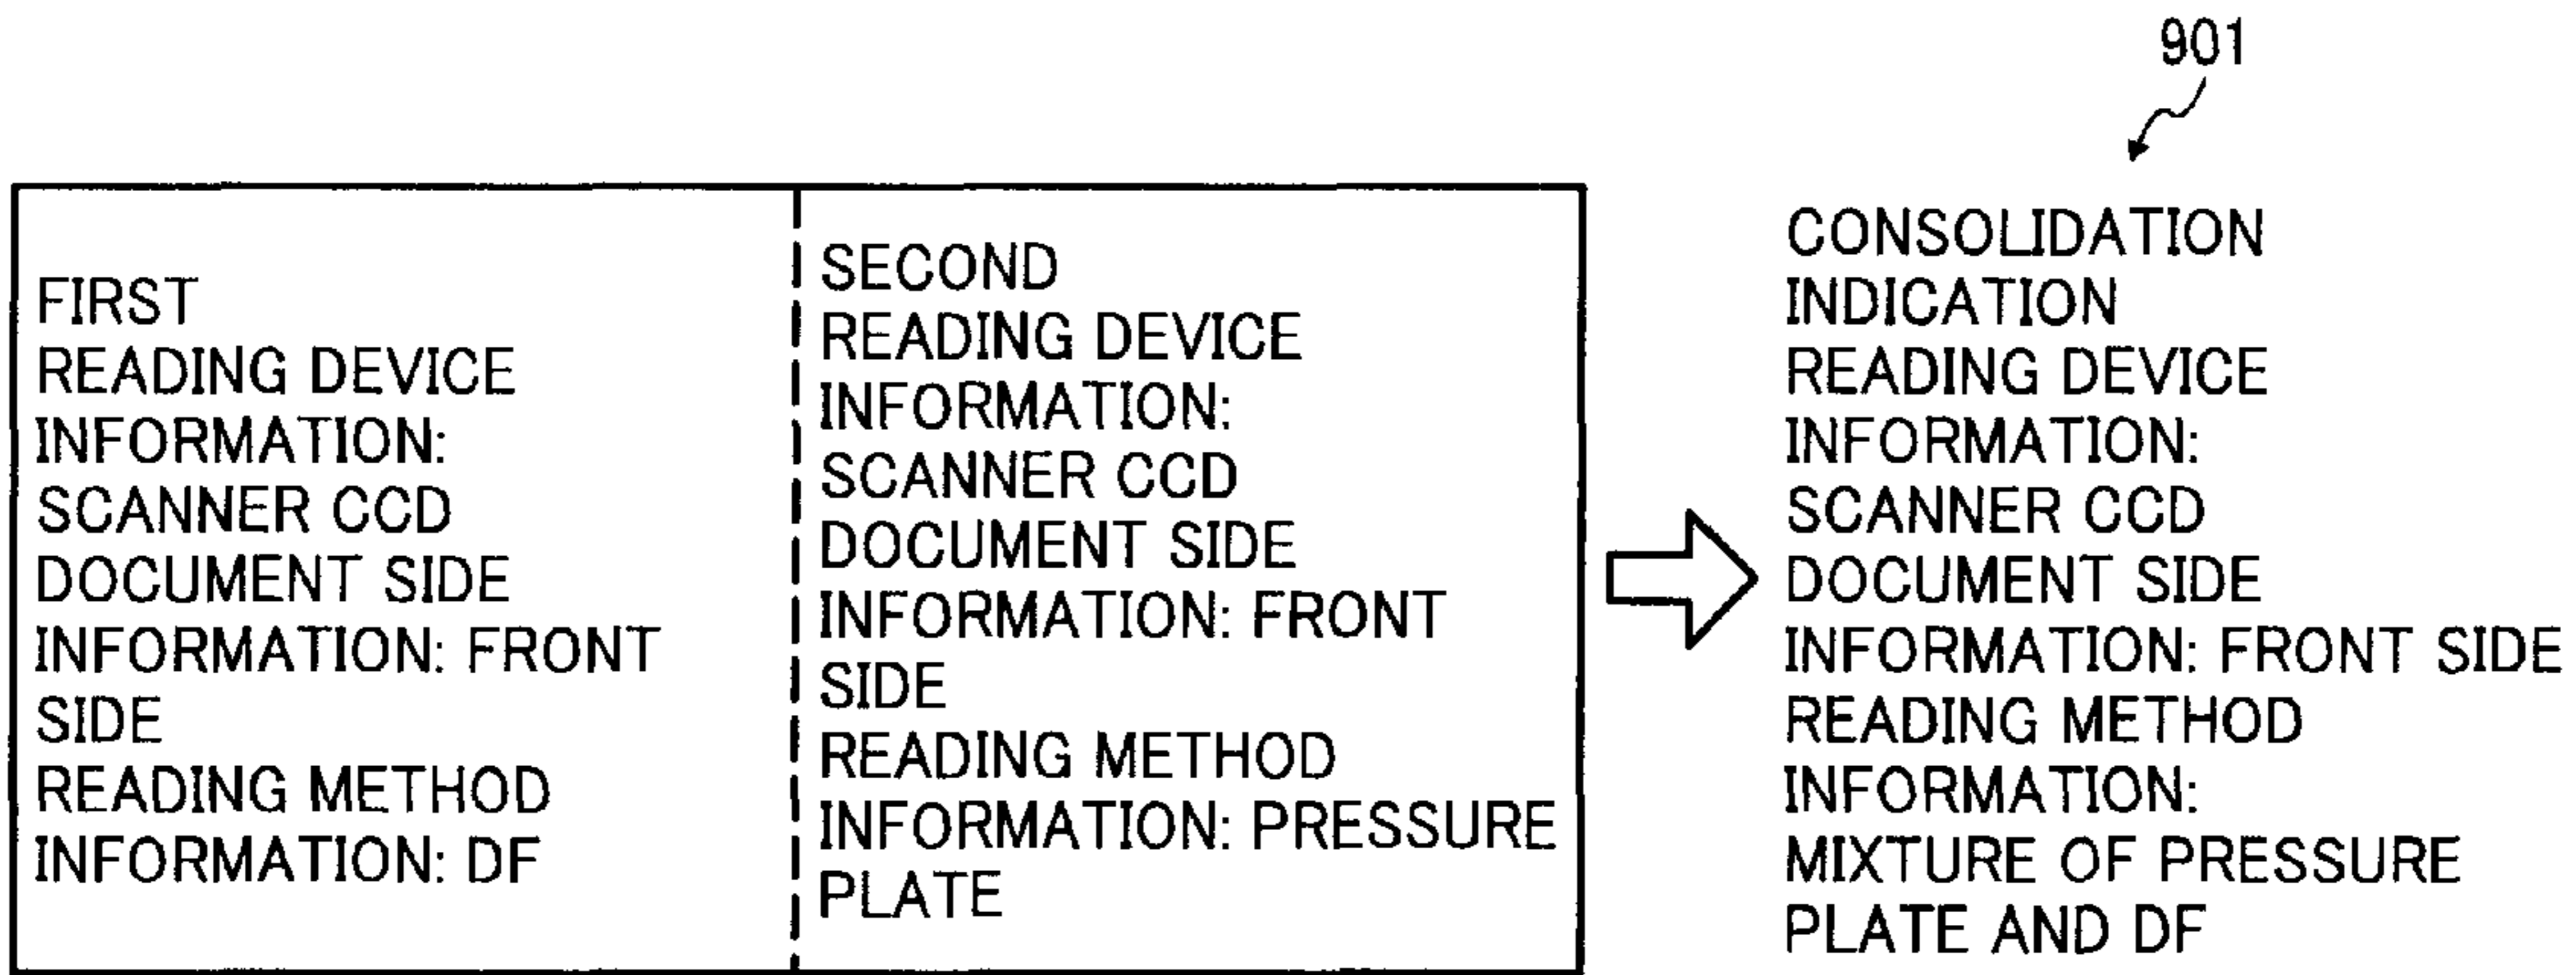 901
FIRST
READING DEVICE
INFORMATION:
SCANNER CCD
DOCUMENT SIDE
INFORMATION: FRONT
SIDE
READING METHOD
INFORMATION: DF
SECOND
READING DEVICE
INFORMATION:
SCANNER CCD
DOCUMENT SIDE
INFORMATION: FRONT
SIDE
READING METHOD
INFORMATION: PRESSURE
PLATE
CONSOLIDATION
INDICATION
READING DEVICE
INFORMATION:
SCANNER CCD
DOCUMENT SIDE
INFORMATION: FRONT SIDE
READING METHOD
INFORMATION:
MIXTURE OF PRESSURE
PLATE AND DF